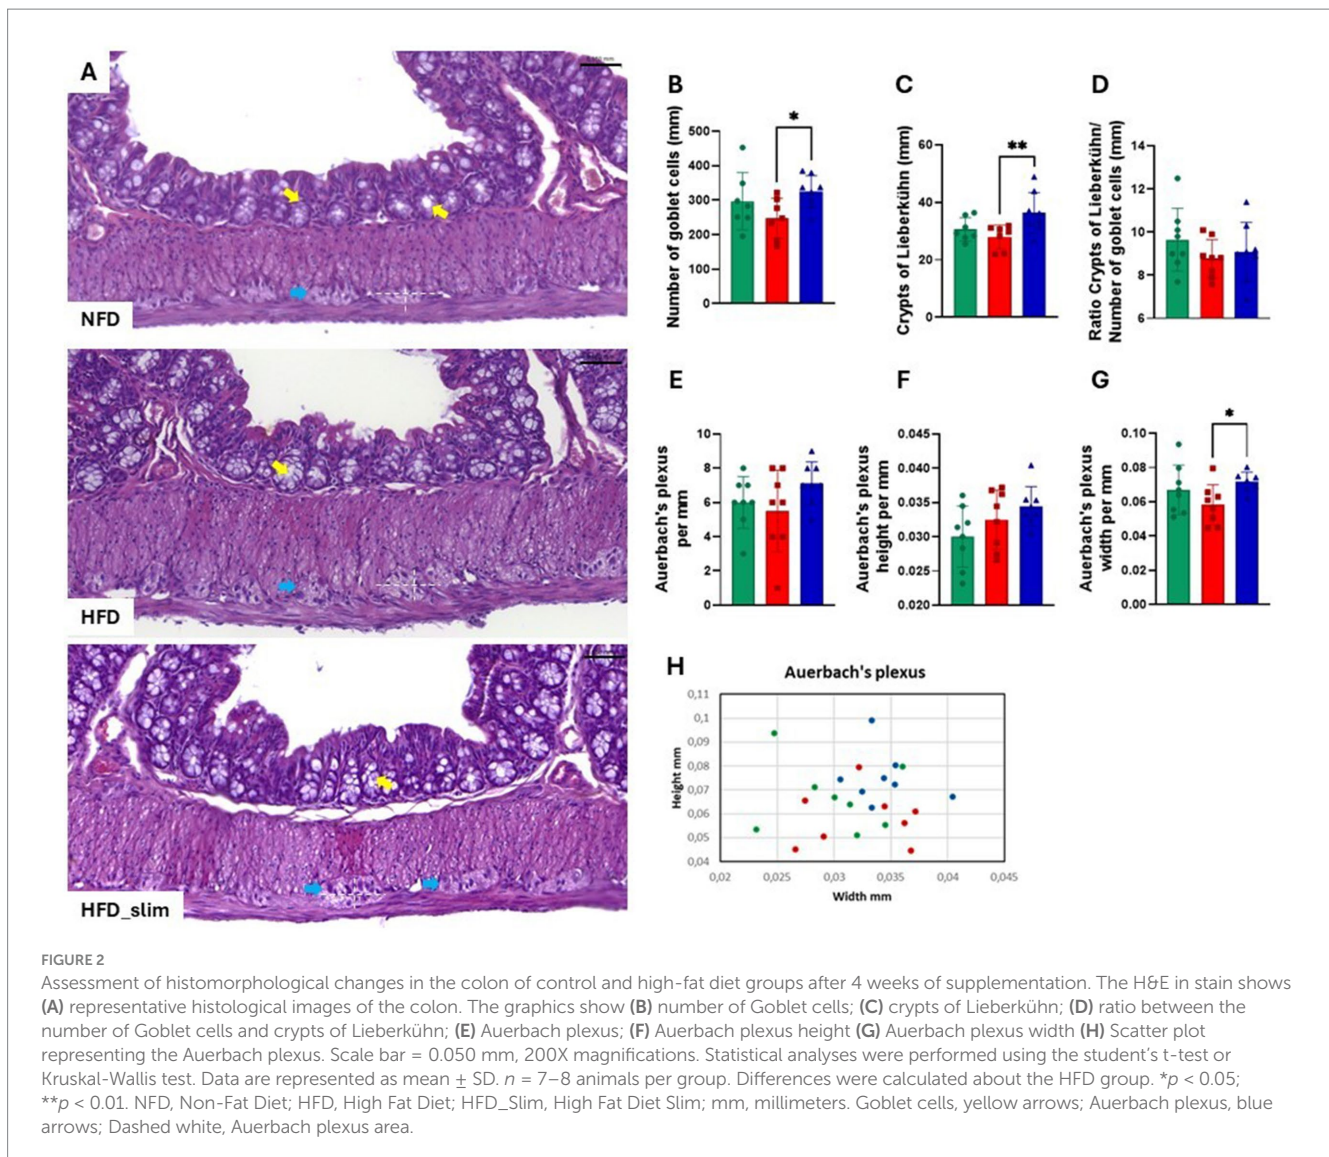 A
NFD
HFD
HFD_slim
B
Number of goblet cells (mm)
500
400
300
200
100
0
*
C
Crypts of Lieberkühn (mm)
60
40
20
0
**
D
Ratio Crypts of Lieberkühn/
Number of goblet cells (mm)
14
12
10
8
6
E
Auerbach's plexus
per mm
10
8
6
4
2
0
F
Auerbach's plexus
height per mm
0.045
0.040
0.035
0.030
0.025
0.020
G
Auerbach's plexus
width per mm
0.10
0.08
0.06
0.04
0.02
0.00
*
H
Auerbach's plexus
Height mm
0,11
0,1
0,09
0,08
0,07
0,06
0,05
0,04
0,02
0,025
0,03
0,035
0,04
0,045
Width mm
FIGURE 2
Assessment of histomorphological changes in the colon of control and high-fat diet groups after 4 weeks of supplementation. The H&E in stain shows
(A) representative histological images of the colon. The graphics show (B) number of Goblet cells; (C) crypts of Lieberkühn; (D) ratio between the
number of Goblet cells and crypts of Lieberkühn; (E) Auerbach plexus; (F) Auerbach plexus height (G) Auerbach plexus width (H) Scatter plot
representing the Auerbach plexus. Scale bar = 0.050 mm, 200X magnifications. Statistical analyses were performed using the student's t-test or
Kruskal-Wallis test. Data are represented as mean ± SD. n = 7–8 animals per group. Differences were calculated about the HFD group. *p < 0.05;
**p < 0.01. NFD, Non-Fat Diet; HFD, High Fat Diet; HFD_Slim, High Fat Diet Slim; mm, millimeters. Goblet cells, yellow arrows; Auerbach plexus, blue
arrows; Dashed white, Auerbach plexus area.